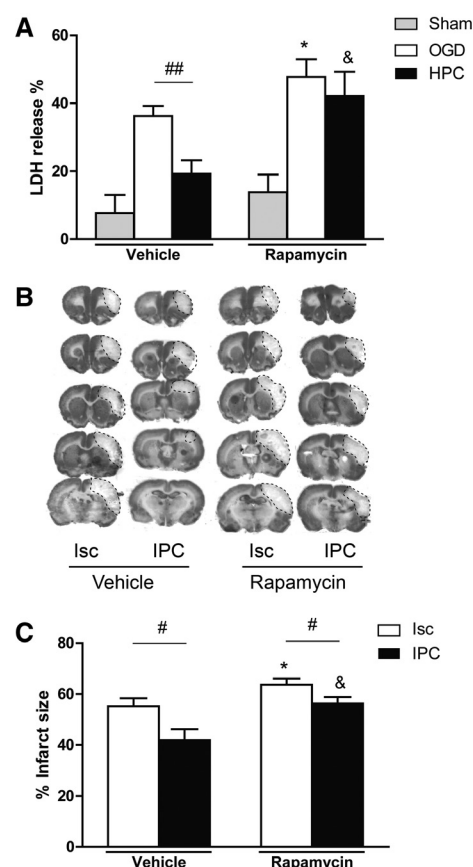 A
60
40
20
0
LDH release %
##
*
&
Sham
OGD
HPC
Vehicle
Rapamycin
B
Isc
IPC
Isc
IPC
Vehicle
Rapamycin
C
80
60
40
20
0
% Infarct size
#
#
*
&
Isc
IPC
Vehicle
Rapamycin